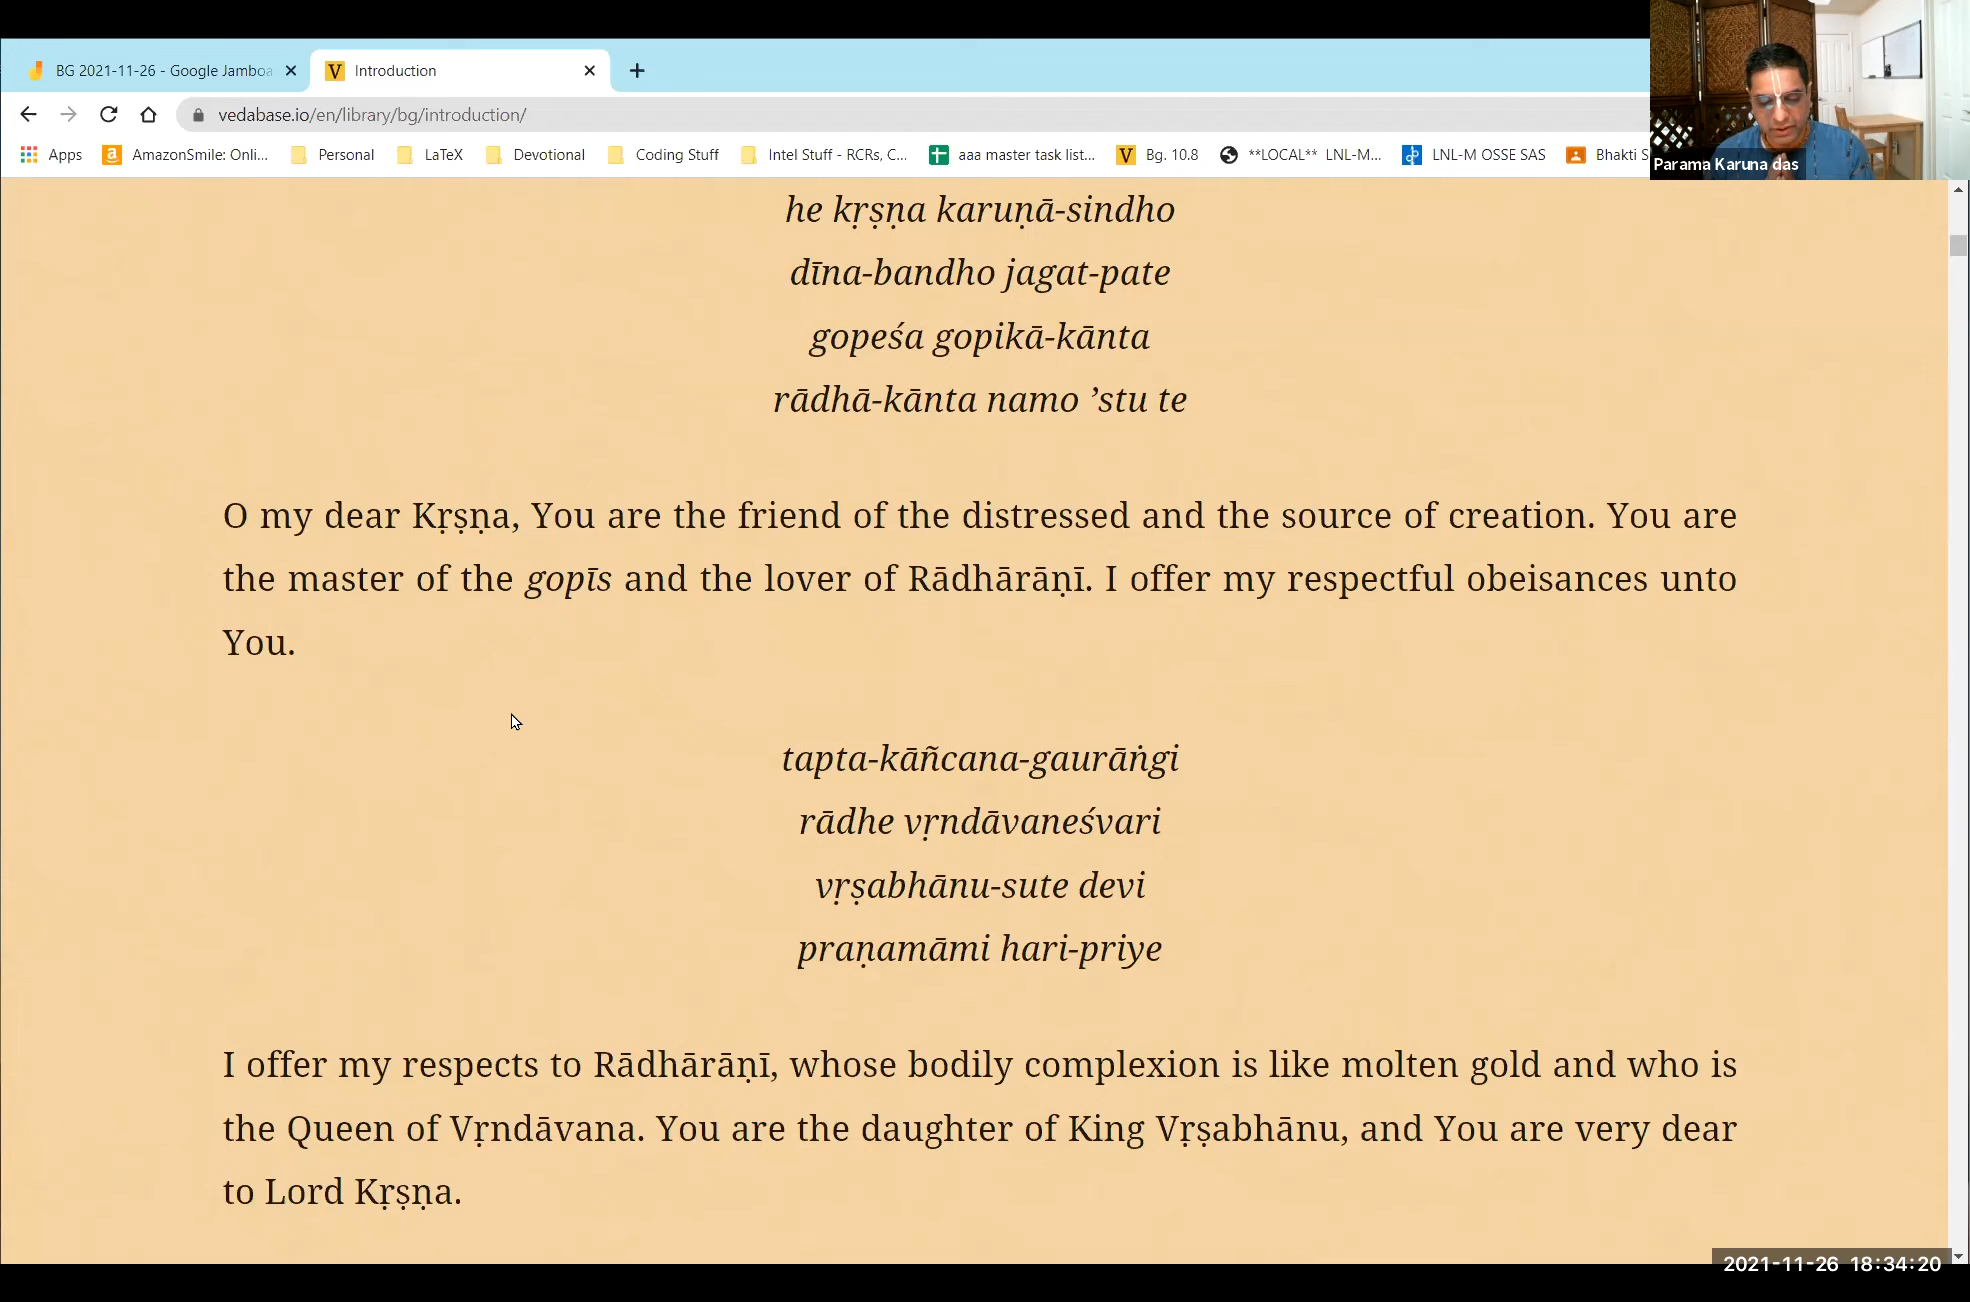 BG 2021-11-26 - Google Jamboa
Introduction
vedabase.io/en/library/bg/introduction/
Apps
AmazonSmile: Onli...
Personal
LaTeX
Devotional
Coding Stuff
Intel Stuff - RCRs, C...
aaa master task list...
Bg. 10.8
**LOCAL** LNL-M...
LNL-M OSSE SAS
Bhakti S
Parama Karuna das
he kṛṣṇa karuṇā-sindho
dīna-bandho jagat-pate
gopeśa gopikā-kānta
rādhā-kānta namo ’stu te
O my dear Kṛṣṇa, You are the friend of the distressed and the source of creation. You are
the master of the gopīs and the lover of Rādhārāṇī. I offer my respectful obeisances unto
You.
tapta-kāñcana-gaurāṅgi
rādhe vṛndāvaneśvari
vṛṣabhānu-sute devi
praṇamāmi hari-priye
I offer my respects to Rādhārāṇī, whose bodily complexion is like molten gold and who is
the Queen of Vṛndāvana. You are the daughter of King Vṛṣabhānu, and You are very dear
to Lord Kṛṣṇa.
2021-11-26 18:34:20